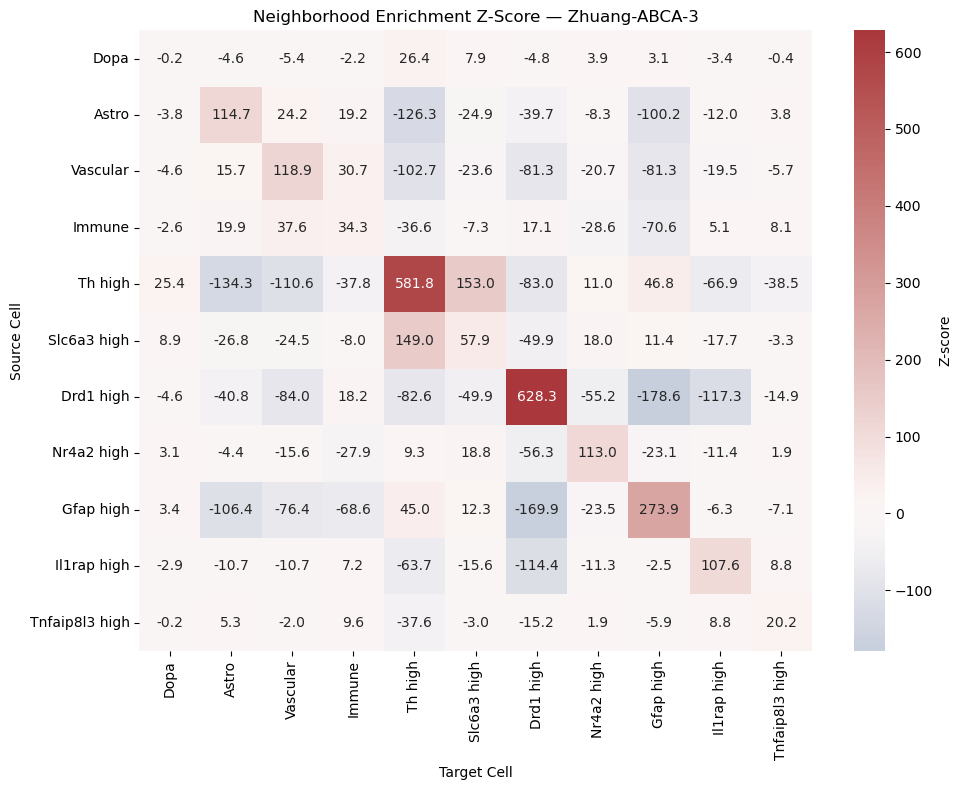 Neighborhood Enrichment Z-Score — Zhuang-ABCA-3
Dopa -0.2 -4.6 -5.4 -2.2 26.4 7.9 -4.8 3.9 3.1 -3.4 -0.4
Astro -3.8 114.7 24.2 19.2 -126.3 -24.9 -39.7 -8.3 -100.2 -12.0 3.8
Vascular -4.6 15.7 118.9 30.7 -102.7 -23.6 -81.3 -20.7 -81.3 -19.5 -5.7
Immune -2.6 19.9 37.6 34.3 -36.6 -7.3 17.1 -28.6 -70.6 5.1 8.1
Th high 25.4 -134.3 -110.6 -37.8 581.8 153.0 -83.0 11.0 46.8 -66.9 -38.5
Slc6a3 high 8.9 -26.8 -24.5 -8.0 149.0 57.9 -49.9 18.0 11.4 -17.7 -3.3
Drd1 high -4.6 -40.8 -84.0 18.2 -82.6 -49.9 628.3 -55.2 -178.6 -117.3 -14.9
Nr4a2 high 3.1 -4.4 -15.6 -27.9 9.3 18.8 -56.3 113.0 -23.1 -11.4 1.9
Gfap high 3.4 -106.4 -76.4 -68.6 45.0 12.3 -169.9 -23.5 273.9 -6.3 -7.1
Il1rap high -2.9 -10.7 -10.7 7.2 -63.7 -15.6 -114.4 -11.3 -2.5 107.6 8.8
Tnfaip8l3 high -0.2 5.3 -2.0 9.6 -37.6 -3.0 -15.2 1.9 -5.9 8.8 20.2
Dopa Astro Vascular Immune Th high Slc6a3 high Drd1 high Nr4a2 high Gfap high Il1rap high Tnfaip8l3 high
Target Cell
Source Cell
600
500
400
300
200
100
0
−100
Z-score